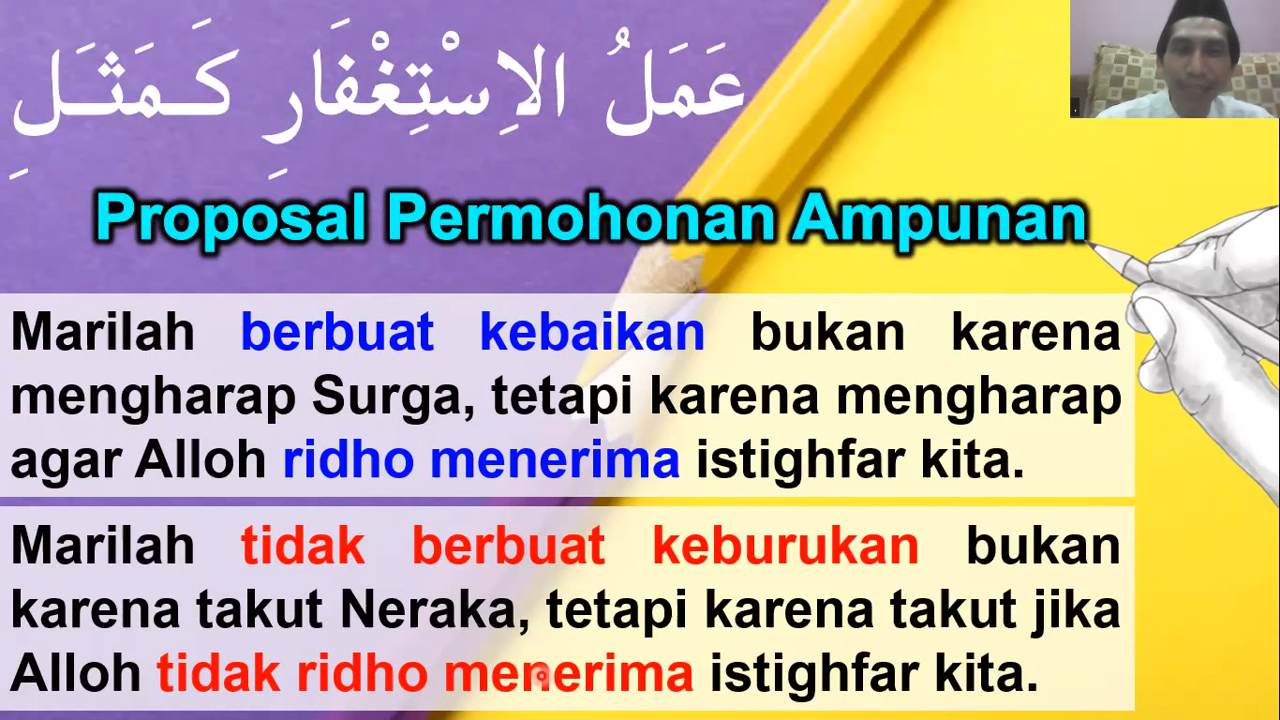 عَمَلُ الاِسْتِغْفَارِ كَـمَثَـلِ
Proposal Permohonan Ampunan
Marilah berbuat kebaikan bukan karena
mengharap Surga, tetapi karena mengharap
agar Alloh ridho menerima istighfar kita.
Marilah tidak berbuat keburukan bukan
karena takut Neraka, tetapi karena takut jika
Alloh tidak ridho menerima istighfar kita.